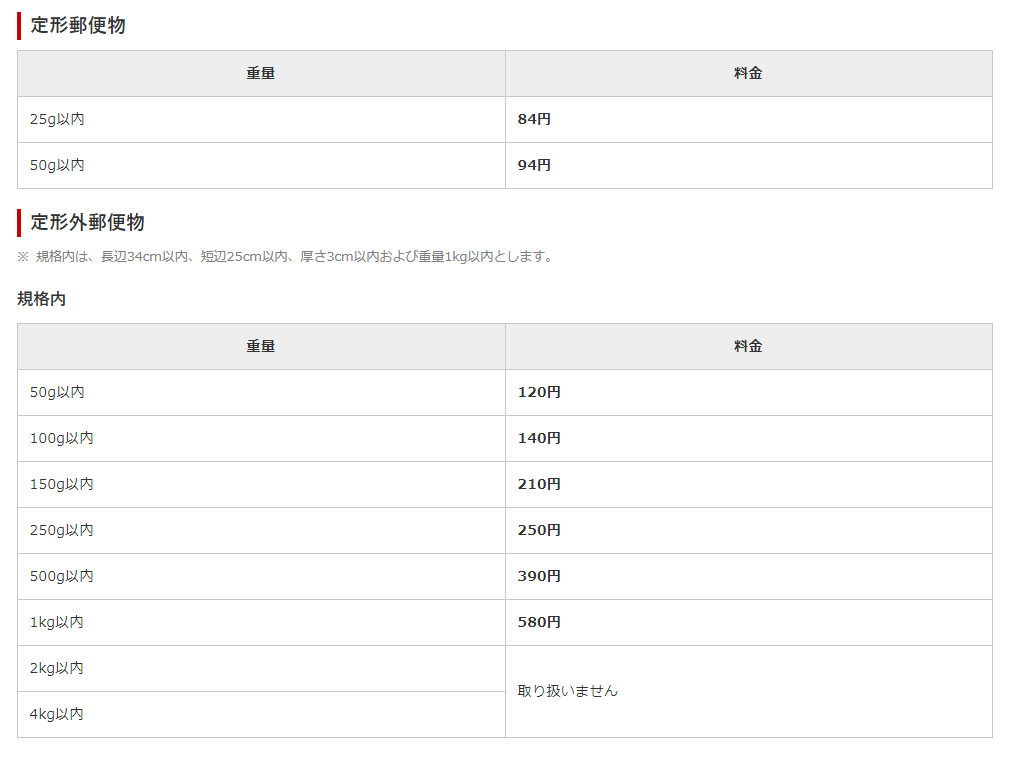 定形郵便物
重量 料金
25g以内 84円
50g以内 94円
定形外郵便物
※ 規格内は、長辺34cm以内、短辺25cm以内、厚さ3cm以内および重量1kg以内とします。
規格内
重量 料金
50g以内 120円
100g以内 140円
150g以内 210円
250g以内 250円
500g以内 390円
1kg以内 580円
2kg以内
取り扱いません
4kg以内